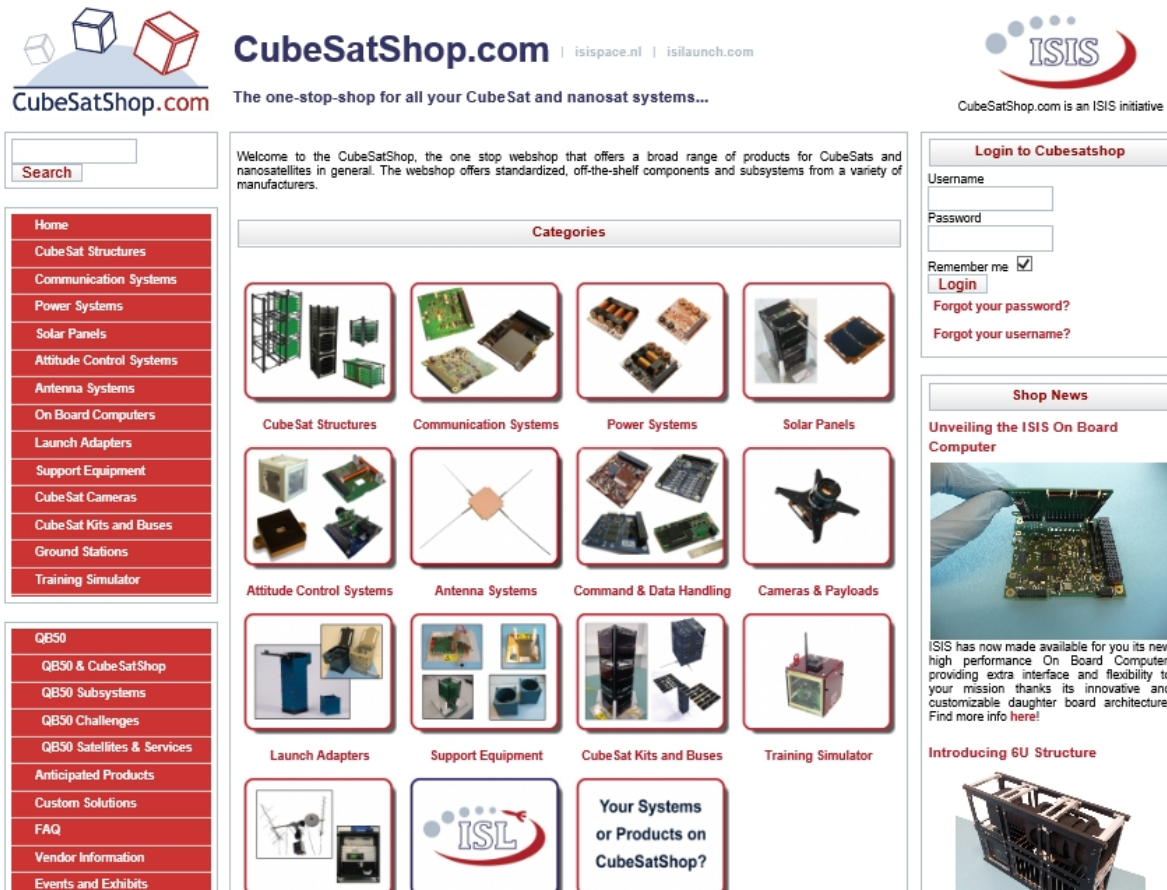 CubeSatShop.com
CubeSatShop.com | isispace.nl | isilaunch.com
The one-stop-shop for all your CubeSat and nanosat systems...
ISIS
CubeSatShop.com is an ISIS initiative
Search
Home
CubeSat Structures
Communication Systems
Power Systems
Solar Panels
Attitude Control Systems
Antenna Systems
On Board Computers
Launch Adapters
Support Equipment
CubeSat Cameras
CubeSat Kits and Buses
Ground Stations
Training Simulator
QB50
QB50 & CubeSatShop
QB50 Subsystems
QB50 Challenges
QB50 Satellites & Services
Anticipated Products
Custom Solutions
FAQ
Vendor Information
Events and Exhibits
Welcome to the CubeSatShop, the one stop webshop that offers a broad range of products for CubeSats and
nanosatellites in general. The webshop offers standardized, off-the-shelf components and subsystems from a variety of
manufacturers.
Categories
CubeSat Structures
Communication Systems
Power Systems
Solar Panels
Attitude Control Systems
Antenna Systems
Command & Data Handling
Cameras & Payloads
Launch Adapters
Support Equipment
CubeSat Kits and Buses
Training Simulator
ISL
Your Systems
or Products on
CubeSatShop?
Login to Cubesatshop
Username
Password
Remember me
Login
Forgot your password?
Forgot your username?
Shop News
Unveiling the ISIS On Board
Computer
ISIS has now made available for you its new
high performance On Board Computer
providing extra interface and flexibility to
your mission thanks its innovative and
customizable daughter board architecture
Find more info here!
Introducing 6U Structure